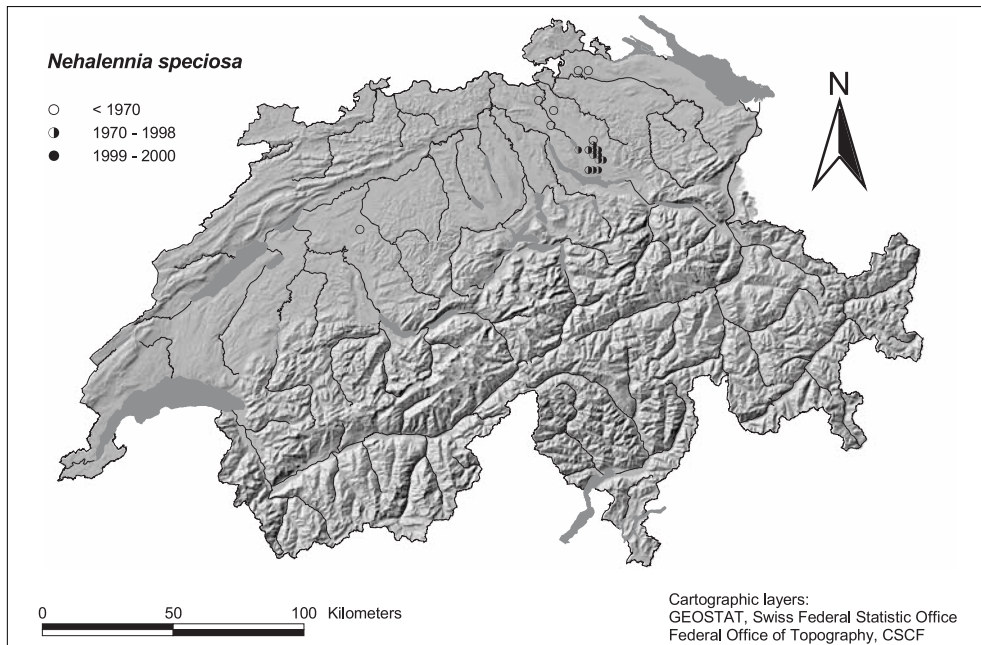 Nehalennia speciosa
< 1970
1970 - 1998
1999 - 2000
N
0 50 100 Kilometers
Cartographic layers:
GEOSTAT, Swiss Federal Statistic Office
Federal Office of Topography, CSCF